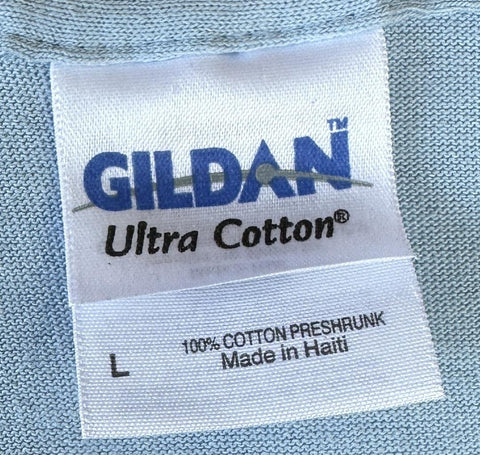 GILDAN™
Ultra Cotton®
100% COTTON PRESHRUNK
L
Made in Haiti